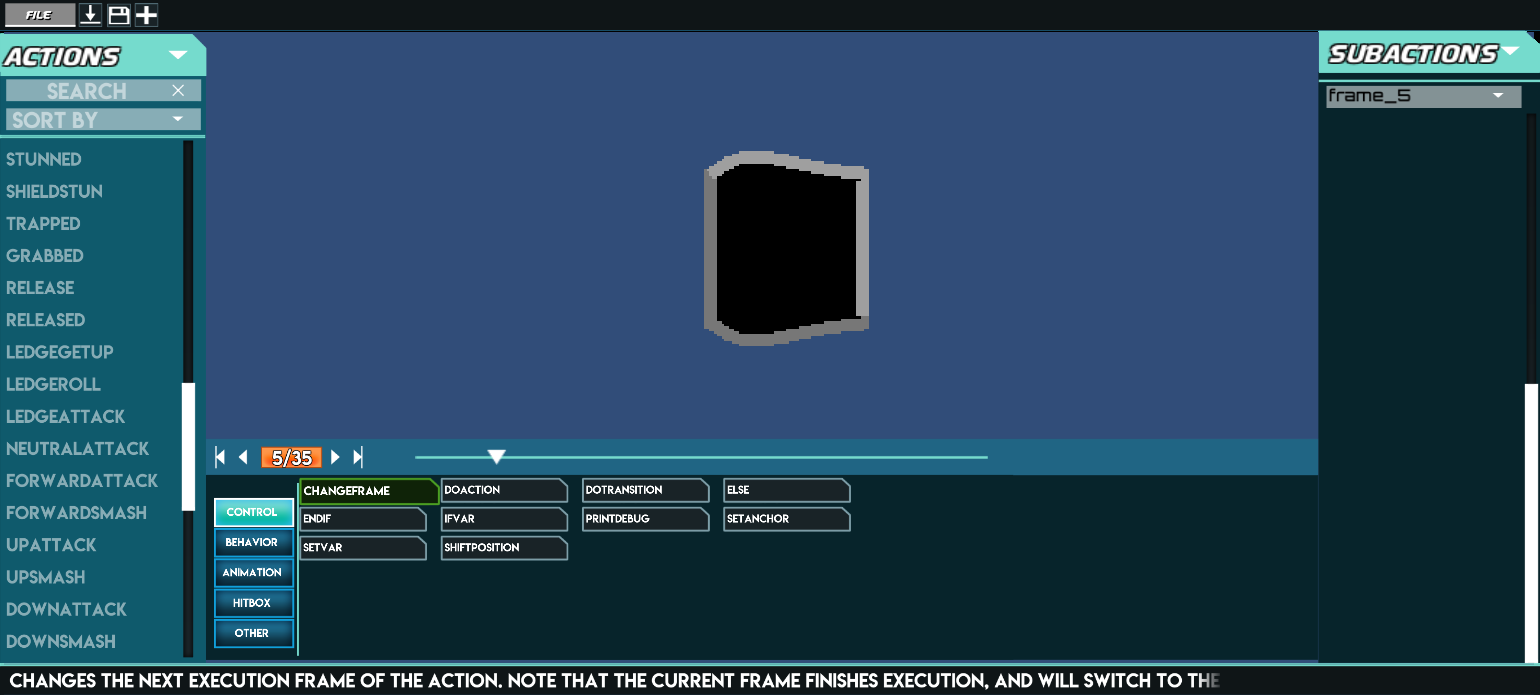 FILE
ACTIONS
SEARCH
SORT BY
STUNNED
SHIELDSTUN
TRAPPED
GRABBED
RELEASE
RELEASED
LEDGEGETUP
LEDGEROLL
LEDGEATTACK
NEUTRALATTACK
FORWARDATTACK
FORWARDSMASH
UPATTACK
UPSMASH
DOWNATTACK
DOWNSMASH
5/35
CONTROL
BEHAVIOR
ANIMATION
HITBOX
OTHER
CHANGEFRAME DOACTION DOTRANSITION ELSE
ENDIF IFVAR PRINTDEBUG SETANCHOR
SETVAR SHIFTPOSITION
SUBACTIONS
frame_5
CHANGES THE NEXT EXECUTION FRAME OF THE ACTION. NOTE THAT THE CURRENT FRAME FINISHES EXECUTION, AND WILL SWITCH TO THE